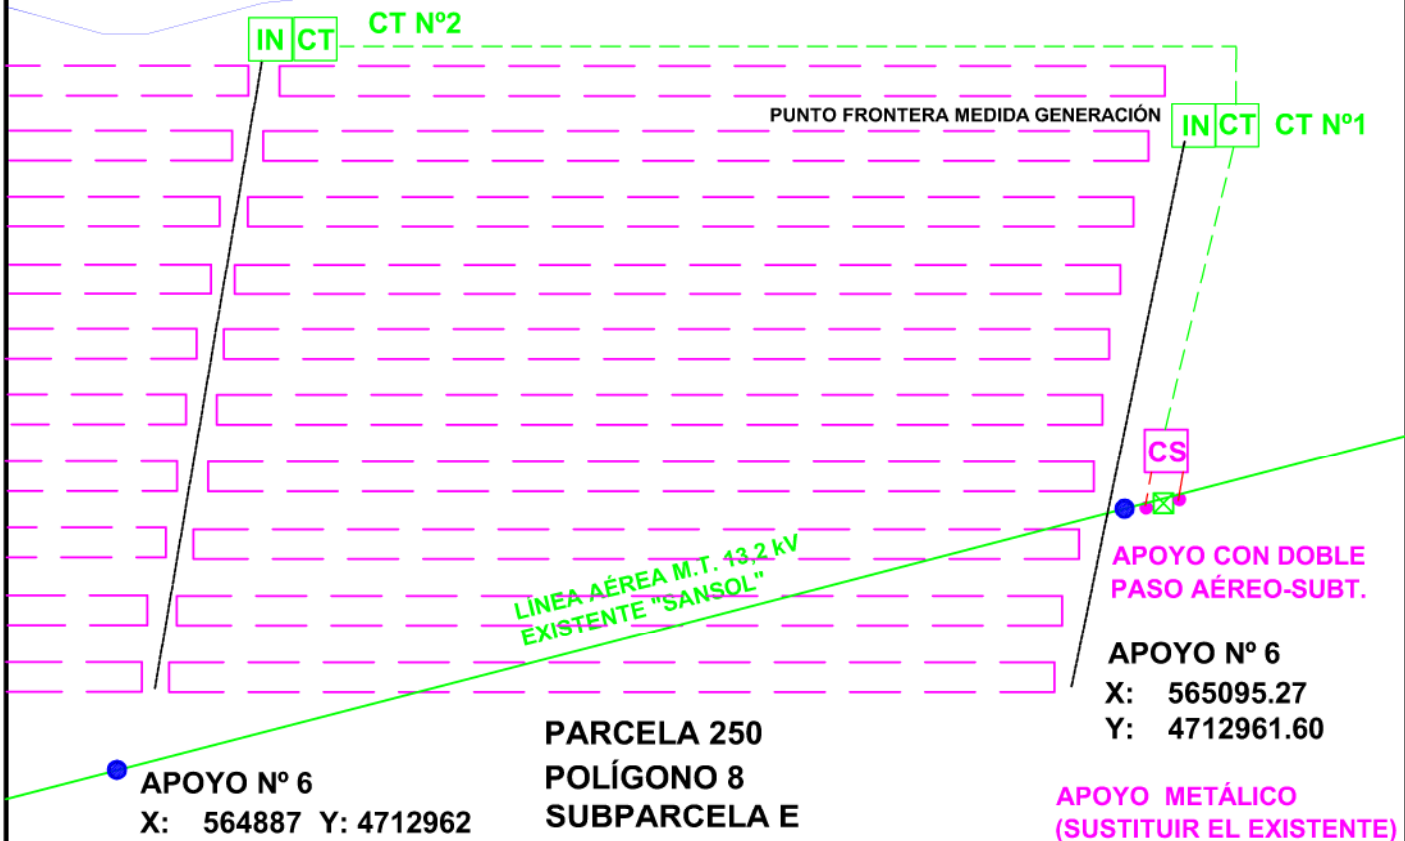 CT Nº2
IN CT
PUNTO FRONTERA MEDIDA GENERACIÓN
IN CT CT Nº1
CS
LÍNEA AÉREA M.T. 13,2 kV
EXISTENTE "SANSOL"
APOYO CON DOBLE
PASO AÉREO-SUBT.
APOYO Nº 6
X: 565095.27
Y: 4712961.60
PARCELA 250
POLÍGONO 8
SUBPARCELA E
APOYO Nº 6
X: 564887 Y: 4712962
APOYO METÁLICO
(SUSTITUIR EL EXISTENTE)